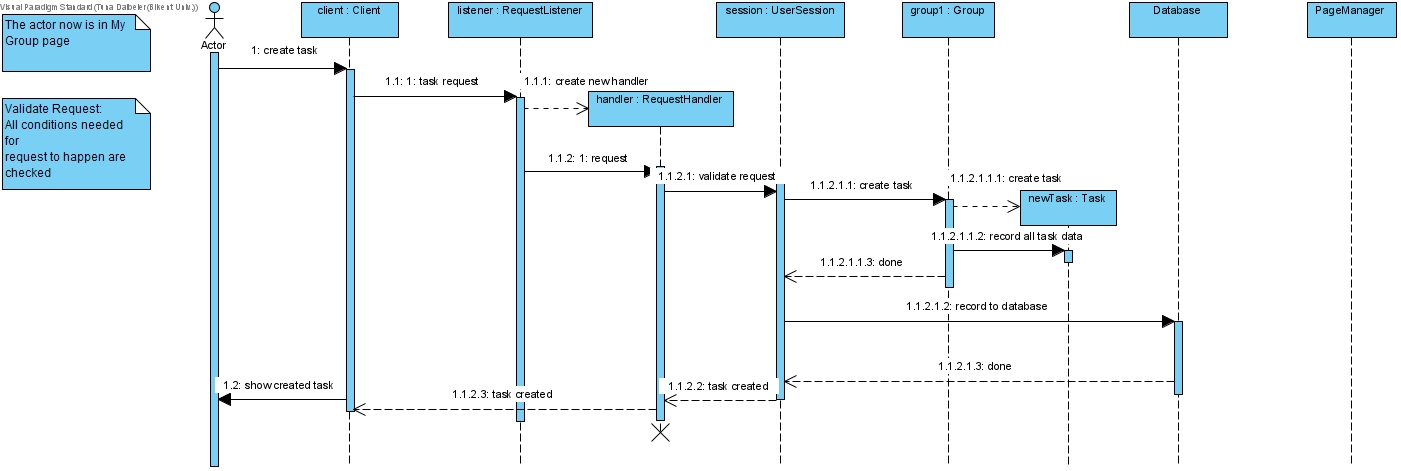 Visual Paradigm Standard (Tuna Dalbeler (Bilkent Univ.))
The actor now is in My
Group page
Validate Request:
All conditions needed
for
request to happen are
checked
Actor
client : Client
listener : RequestListener
session : UserSession
group1 : Group
Database
PageManager
1: create task
1.1: 1: task request
1.1.1: create new handler
handler : RequestHandler
1.1.2: 1: request
1.1.2.1: validate request
1.1.2.1.1: create task
1.1.2.1.1.1: create task
newTask : Task
1.1.2.1.1.2: record all task data
1.1.2.1.1.3: done
1.1.2.1.2: record to database
1.1.2.1.3: done
1.1.2.2: task created
1.1.2.3: task created
1.2: show created task